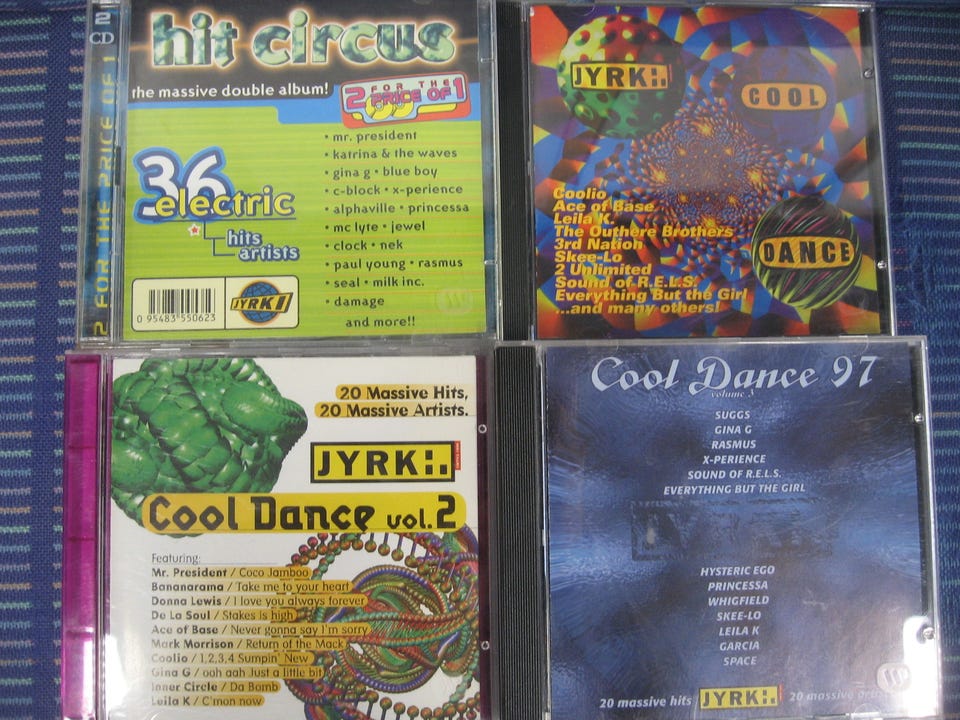 2 CD
2 FOR THE PRICE OF 1
hit circus
the massive double album!
2 FOR THE PRICE OF 1
36 electric
hits
artists
• mr. president
• katrina & the waves
• gina g • blue boy
• c-block • x-perience
• alphaville • princessa
• mc lyte • jewel
• clock • nek
• paul young • rasmus
• seal • milk inc.
• damage
and more!!
JYRKI
0 95483 550623
JYRK:.
COOL
DANCE
Coolio
Ace of Base
Leila K.
The Outhere Brothers
3rd Nation
Skee-Lo
2 Unlimited
Sound of R.E.L.S.
Everything But the Girl
...and many others!
20 Massive Hits,
20 Massive Artists.
JYRK:.
Cool Dance vol.2
Featuring:
Mr. President / Coco Jamboo
Bananarama / Take me to your heart
Donna Lewis / I love you always forever
De La Soul / Stakes is high
Ace of Base / Never gonna say I'm sorry
Mark Morrison / Return of the Mack
Coolio / 1,2,3,4 Sumpin' New
Gina G / ooh aah Just a little bit
Inner Circle / Da Bomb
Leila K / C'mon now
Cool Dance 97
volume 3
SUGGS
GINA G
RASMUS
X-PERIENCE
SOUND OF R.E.L.S.
EVERYTHING BUT THE GIRL
HYSTERIC EGO
PRINCESSA
WHIGFIELD
SKEE-LO
LEILA K
GARCIA
SPACE
20 massive hits JYRK:. 20 massive artists